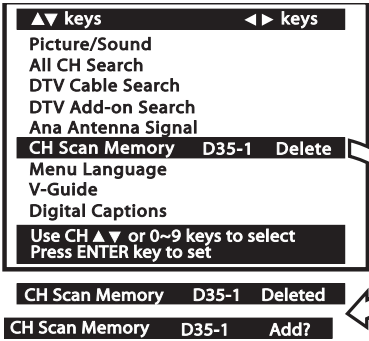 ▲▼ keys ◄► keys
Picture/Sound
All CH Search
DTV Cable Search
DTV Add-on Search
Ana Antenna Signal
CH Scan Memory D35-1 Delete
Menu Language
V-Guide
Digital Captions
Use CH▲▼ or 0~9 keys to select
Press ENTER key to set
CH Scan Memory D35-1 Deleted
CH Scan Memory D35-1 Add?